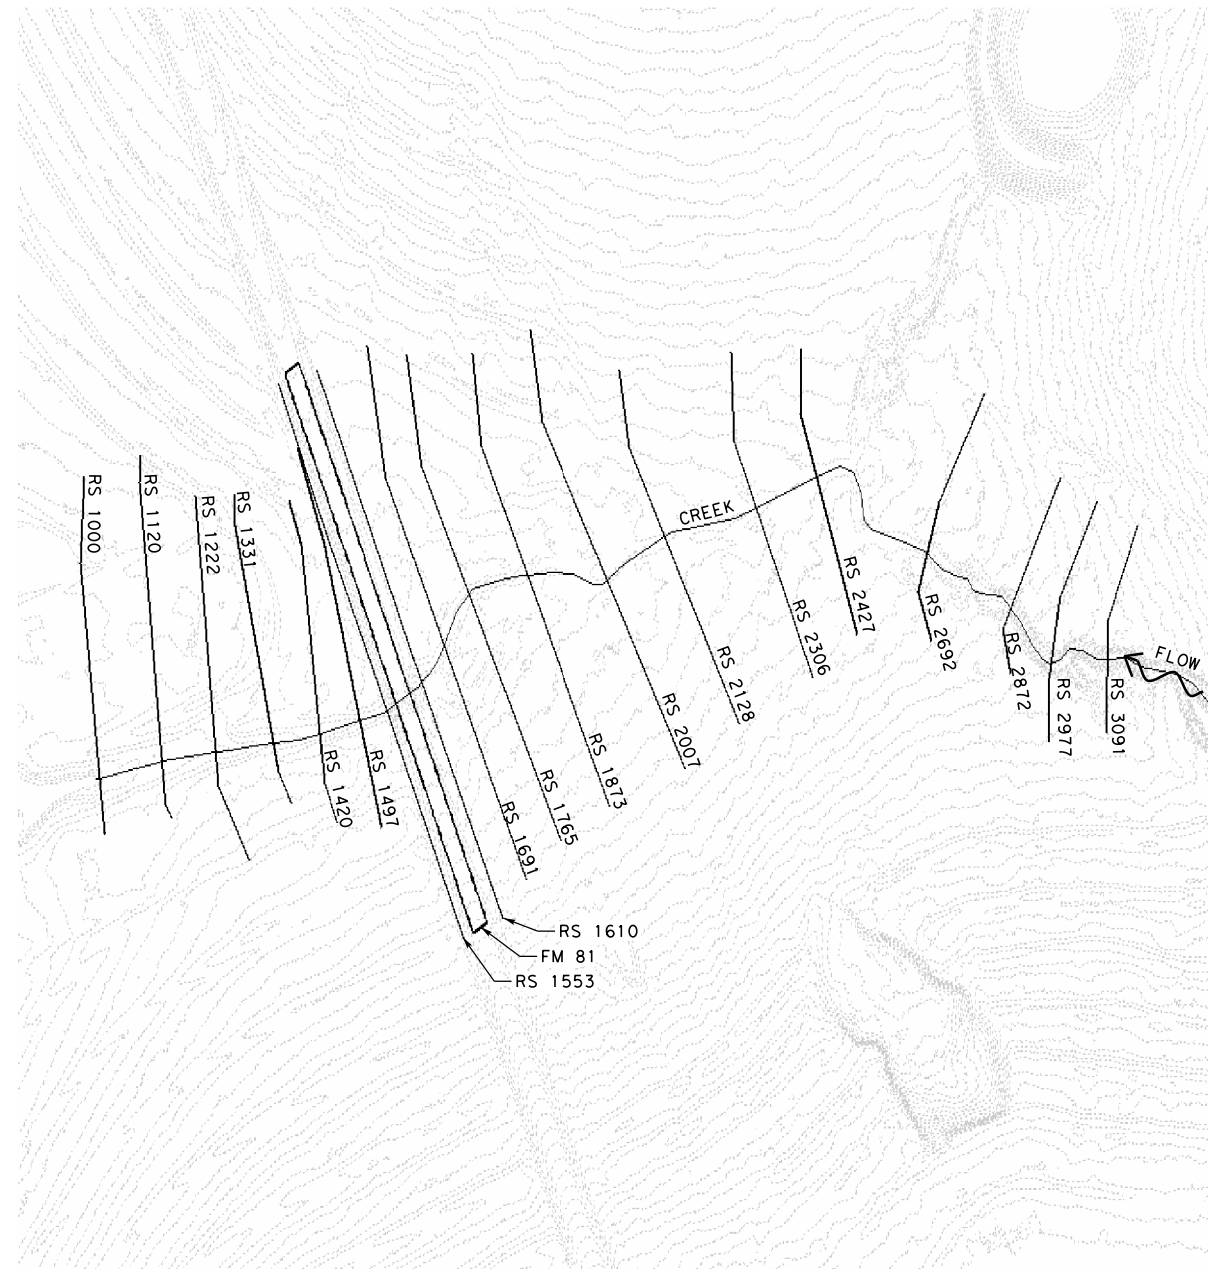 RS 1000
RS 1120
RS 1222
RS 1331
RS 1420
RS 1497
CREEK
RS 2427
RS 2306
RS 2692
RS 2872
RS 2977
RS 3091
FLOW
RS 2128
RS 2007
RS 1873
RS 1765
RS 1691
RS 1610
FM 81
RS 1553